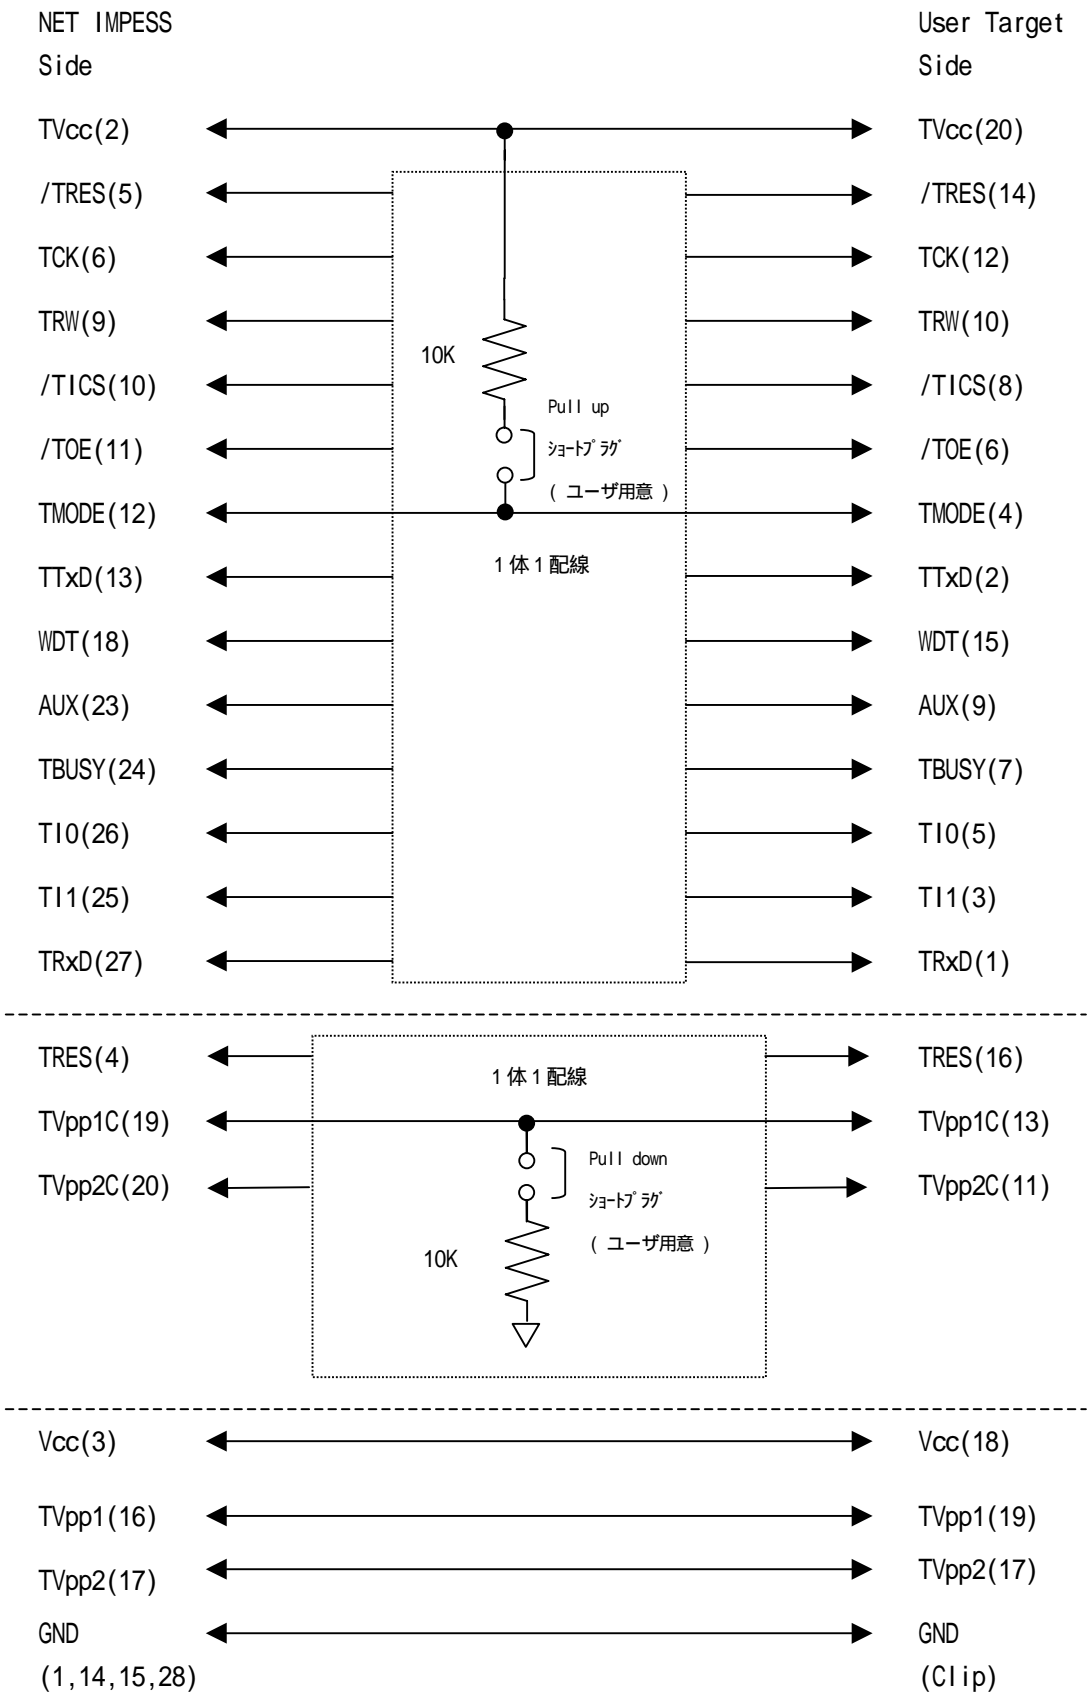 NET IMPESS User Target
Side Side
TVcc(2) TVcc(20)
/TRES(5) /TRES(14)
TCK(6) TCK(12)
TRW(9) TRW(10)
10K
/TICS(10) /TICS(8)
Pull up
/TOE(11) ｼｮｰﾄﾌﾟﾗｸﾞ /TOE(6)
( ユーザ用意 )
TMODE(12) TMODE(4)
1体1配線
TTxD(13) TTxD(2)
WDT(18) WDT(15)
AUX(23) AUX(9)
TBUSY(24) TBUSY(7)
TI0(26) TI0(5)
TI1(25) TI1(3)
TRxD(27) TRxD(1)
TRES(4) TRES(16)
1体1配線
TVpp1C(19) TVpp1C(13)
Pull down
TVpp2C(20) TVpp2C(11)
ｼｮｰﾄﾌﾟﾗｸﾞ
( ユーザ用意 )
10K
Vcc(3) Vcc(18)
TVpp1(16) TVpp1(19)
TVpp2(17) TVpp2(17)
GND GND
(1,14,15,28) (Clip)